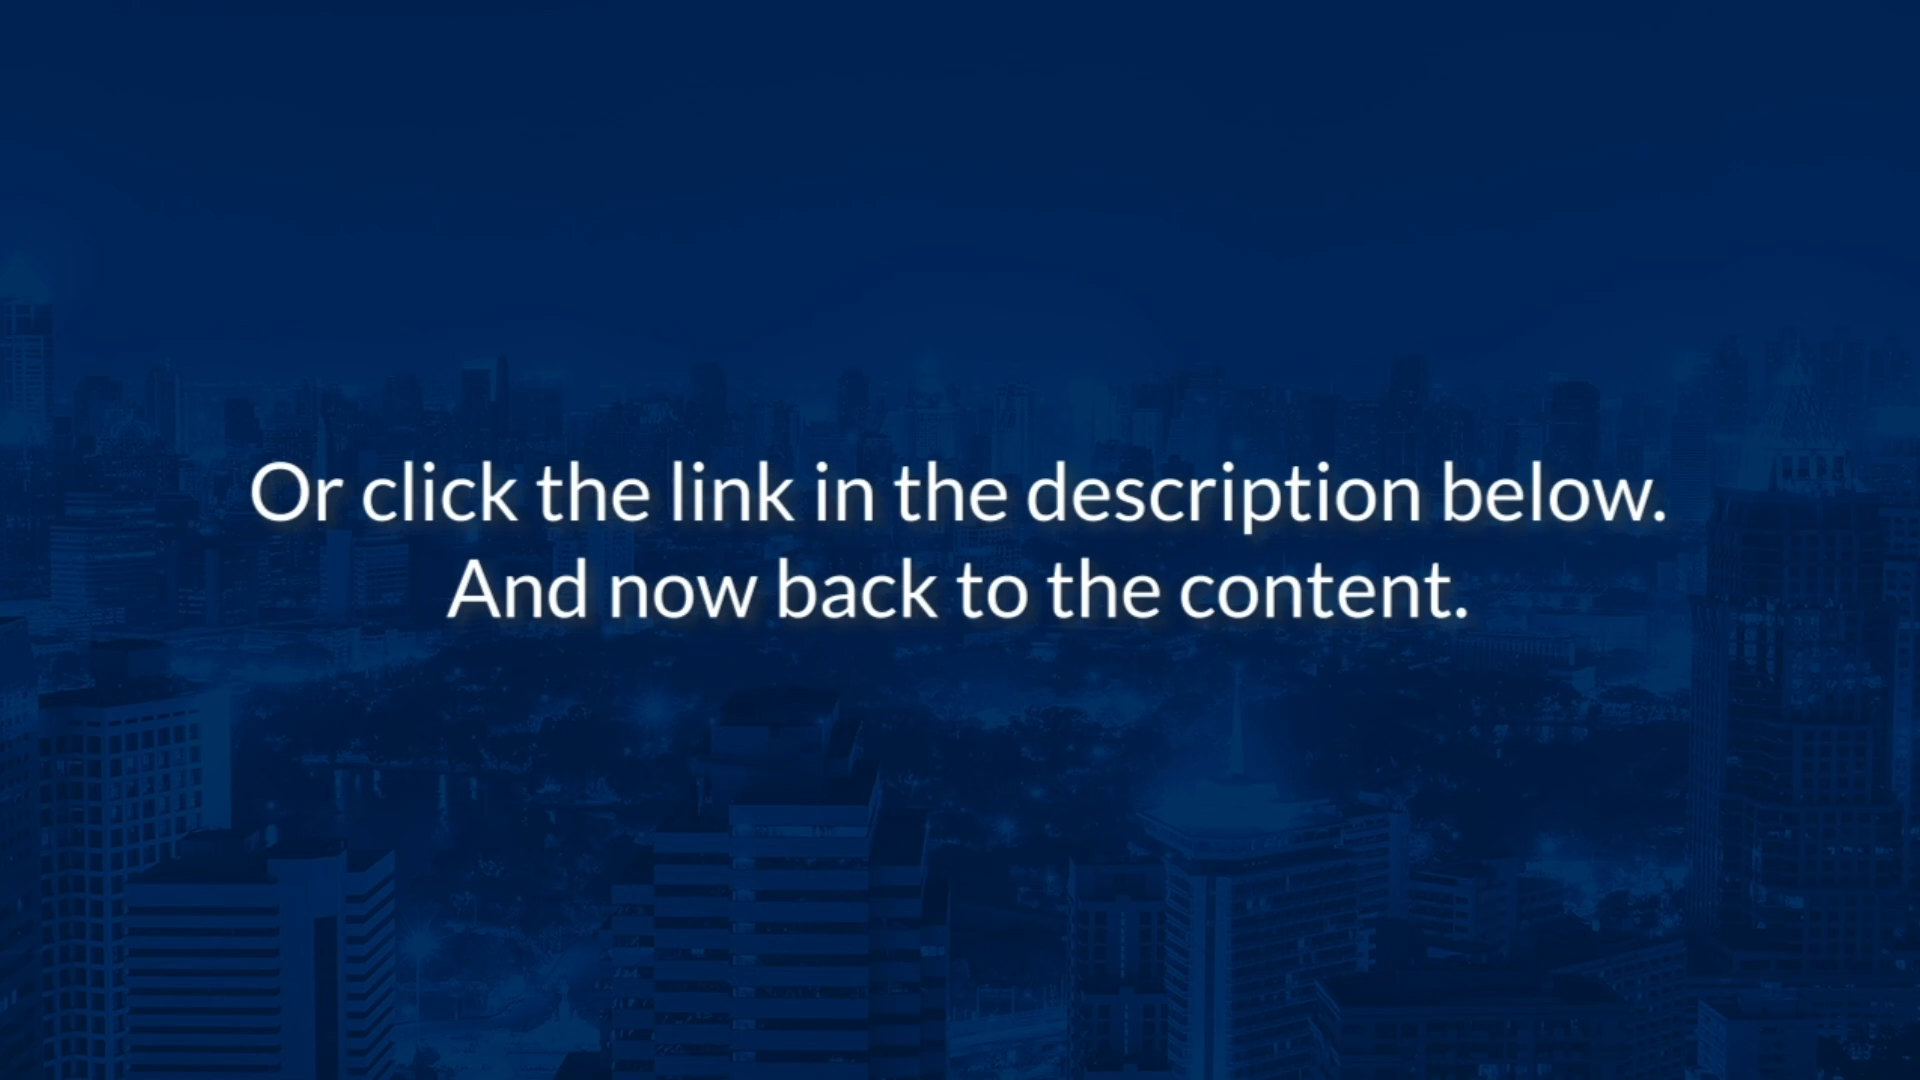 Or click the link in the description below.
And now back to the content.